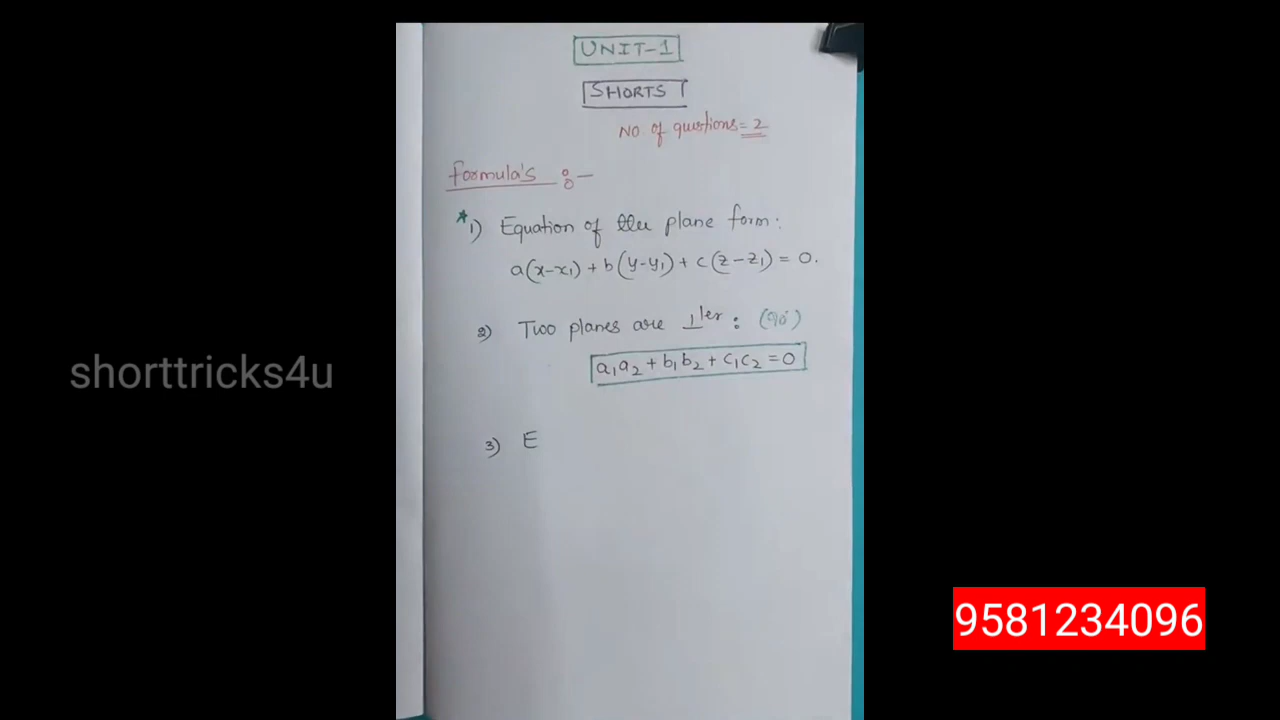 UNIT-1
SHORTS
NO of qustions = 2
formula's :-
*1) Equation of the plane form:
a(x-x₁) + b(y-y₁) + c(z-z₁) = 0.
2) Two planes are ⊥ler : (90°)
a₁a₂ + b₁b₂ + c₁c₂ = 0
shorttricks4u
3) E
9581234096